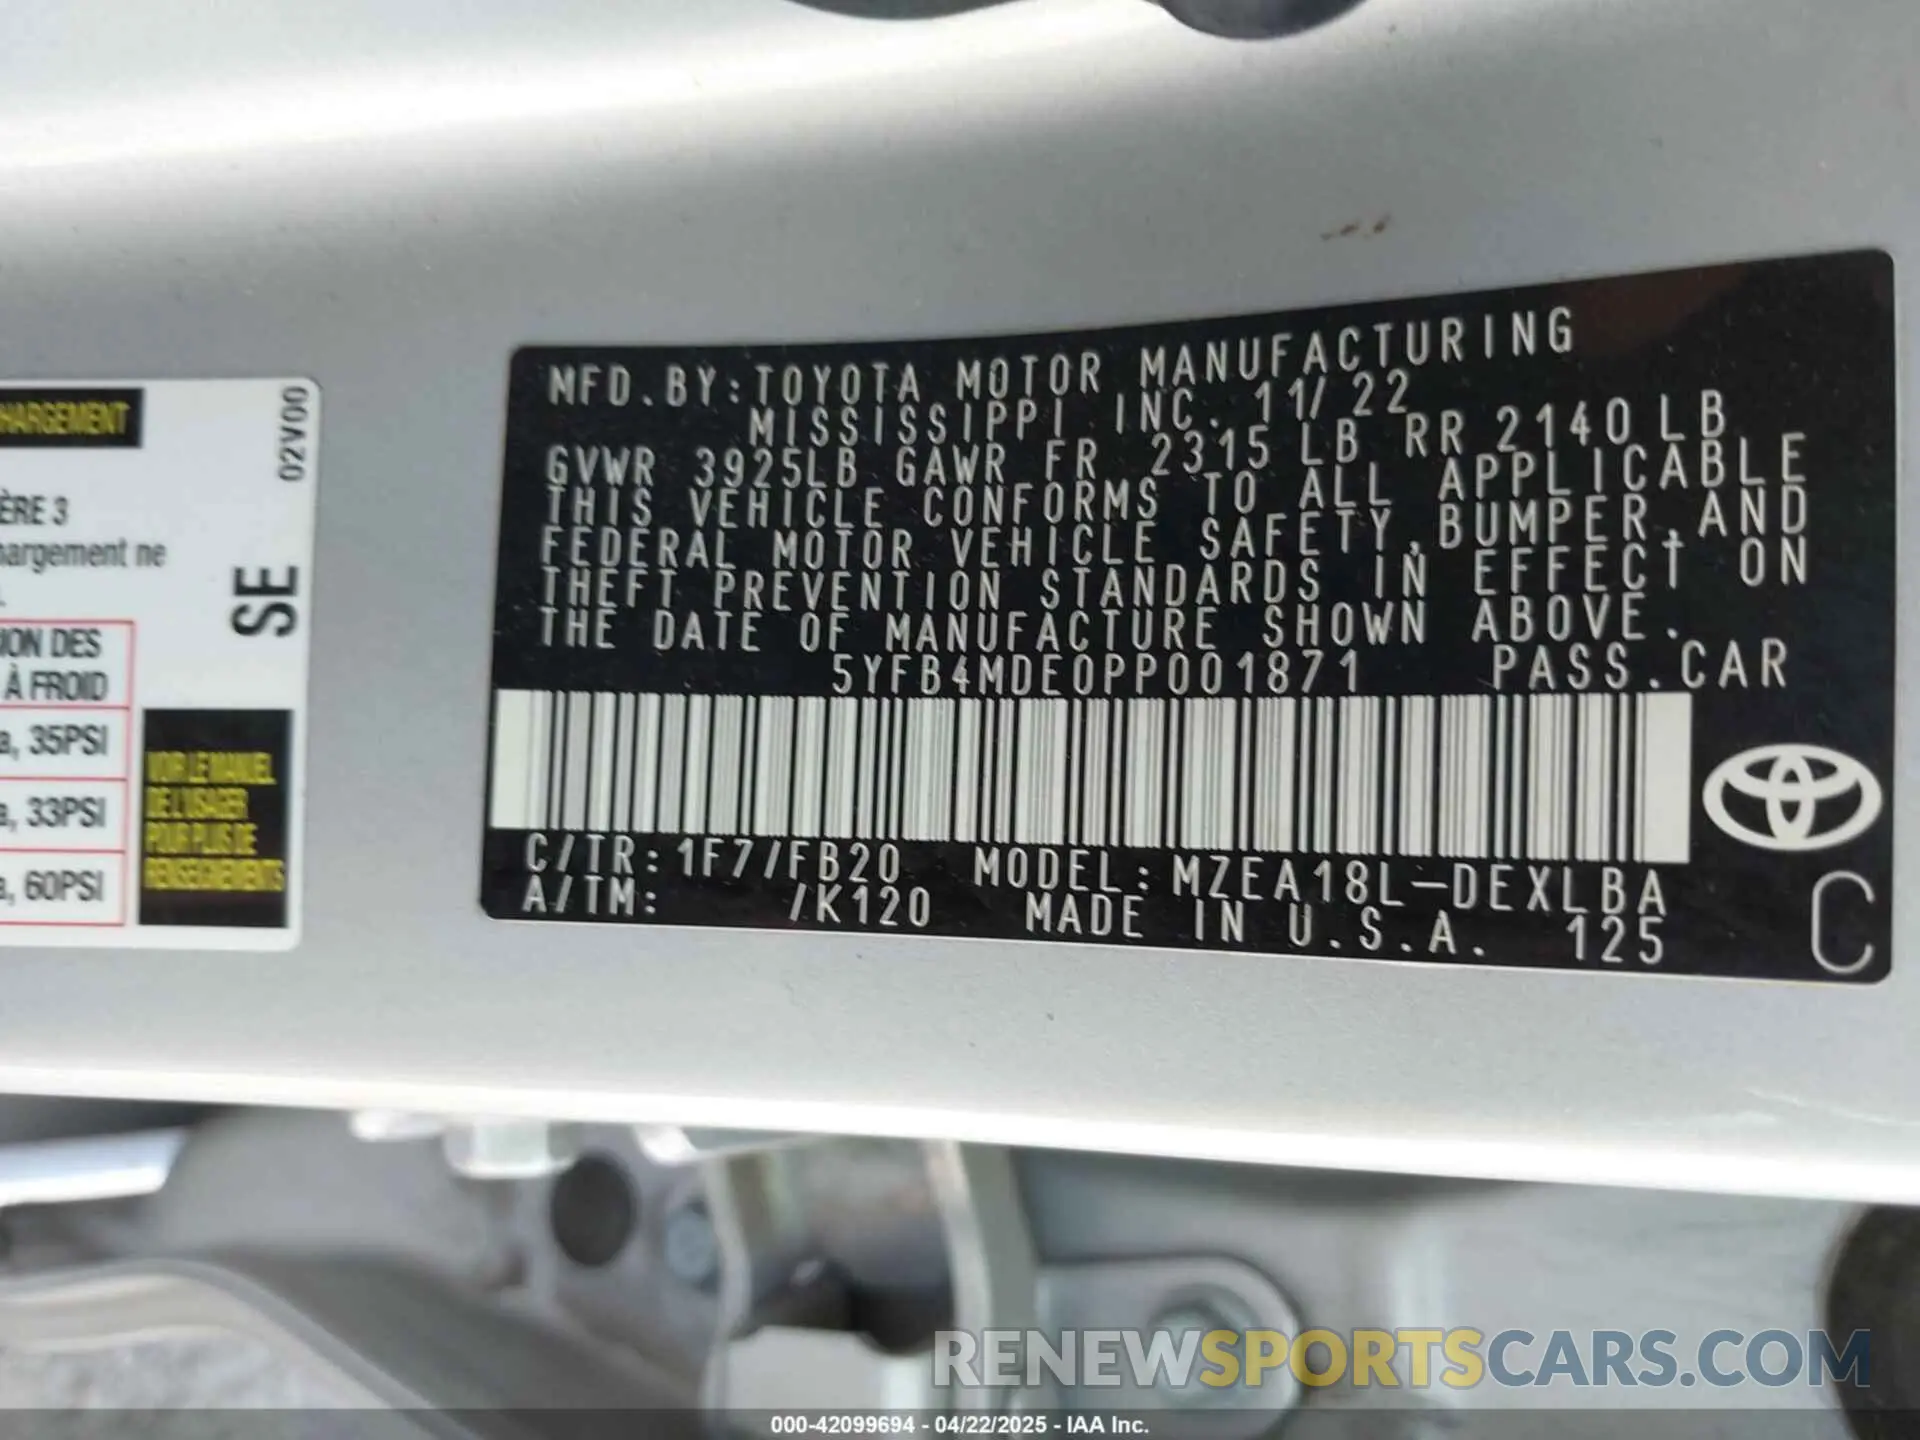 HARGEMENT
02V00
ÈRE 3
hargement ne
SE
ION DES
À FROID
a, 35PSI
a, 33PSI
a, 60PSI
VOIR LE MANUEL
DE L'USAGER
POUR PLUS DE
RENSEIGNEMENTS
MFD.BY:TOYOTA MOTOR MANUFACTURING
MISSISSIPPI INC. 11/22
GVWR 3925LB GAWR FR 2315 LB RR 2140 LB
THIS VEHICLE CONFORMS TO ALL APPLICABLE
FEDERAL MOTOR VEHICLE SAFETY,BUMPER,AND
THEFT PREVENTION STANDARDS IN EFFECT ON
THE DATE OF MANUFACTURE SHOWN ABOVE.
5YFB4MDE0PP001871 PASS.CAR
C/TR:1F7/FB20 MODEL:MZEA18L-DEXLBA
A/TM: /K120 MADE IN U.S.A. 125
C
RENEWSPORTSCARS.COM
000-42099694 - 04/22/2025 - IAA Inc.